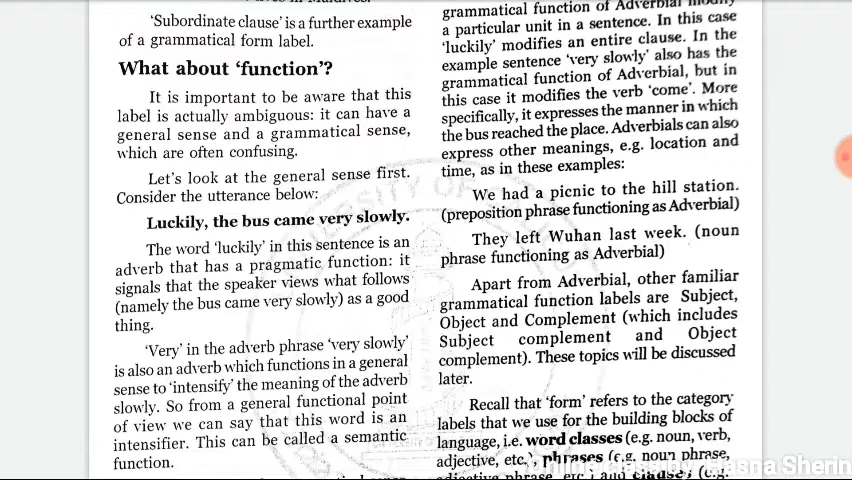 'Subordinate clause' is a further example
of a grammatical form label.
What about 'function'?
It is important to be aware that this
label is actually ambiguous: it can have a
general sense and a grammatical sense,
which are often confusing.
Let's look at the general sense first.
Consider the utterance below:
Luckily, the bus came very slowly.
The word 'luckily' in this sentence is an
adverb that has a pragmatic function: it
signals that the speaker views what follows
(namely the bus came very slowly) as a good
thing.
'Very' in the adverb phrase 'very slowly'
is also an adverb which functions in a general
sense to 'intensify' the meaning of the adverb
slowly. So from a general functional point
of view we can say that this word is an
intensifier. This can be called a semantic
function.
grammatical function of Adverbial modify
a particular unit in a sentence. In this case
'luckily' modifies an entire clause. In the
example sentence 'very slowly' also has the
grammatical function of Adverbial, but in
this case it modifies the verb 'come'. More
specifically, it expresses the manner in which
the bus reached the place. Adverbials can also
express other meanings, e.g. location and
time, as in these examples:
We had a picnic to the hill station.
(preposition phrase functioning as Adverbial)
They left Wuhan last week. (noun
phrase functioning as Adverbial)
Apart from Adverbial, other familiar
grammatical function labels are Subject,
Object and Complement (which includes
Subject complement and Object
complement). These topics will be discussed
later.
Recall that 'form' refers to the category
labels that we use for the building blocks of
language, i.e. word classes (e.g. noun, verb,
adjective, etc.), phrases (e.g. noun phrase,
adjective phrase, etc.) and clauses (e.g.
Hasna Sherin